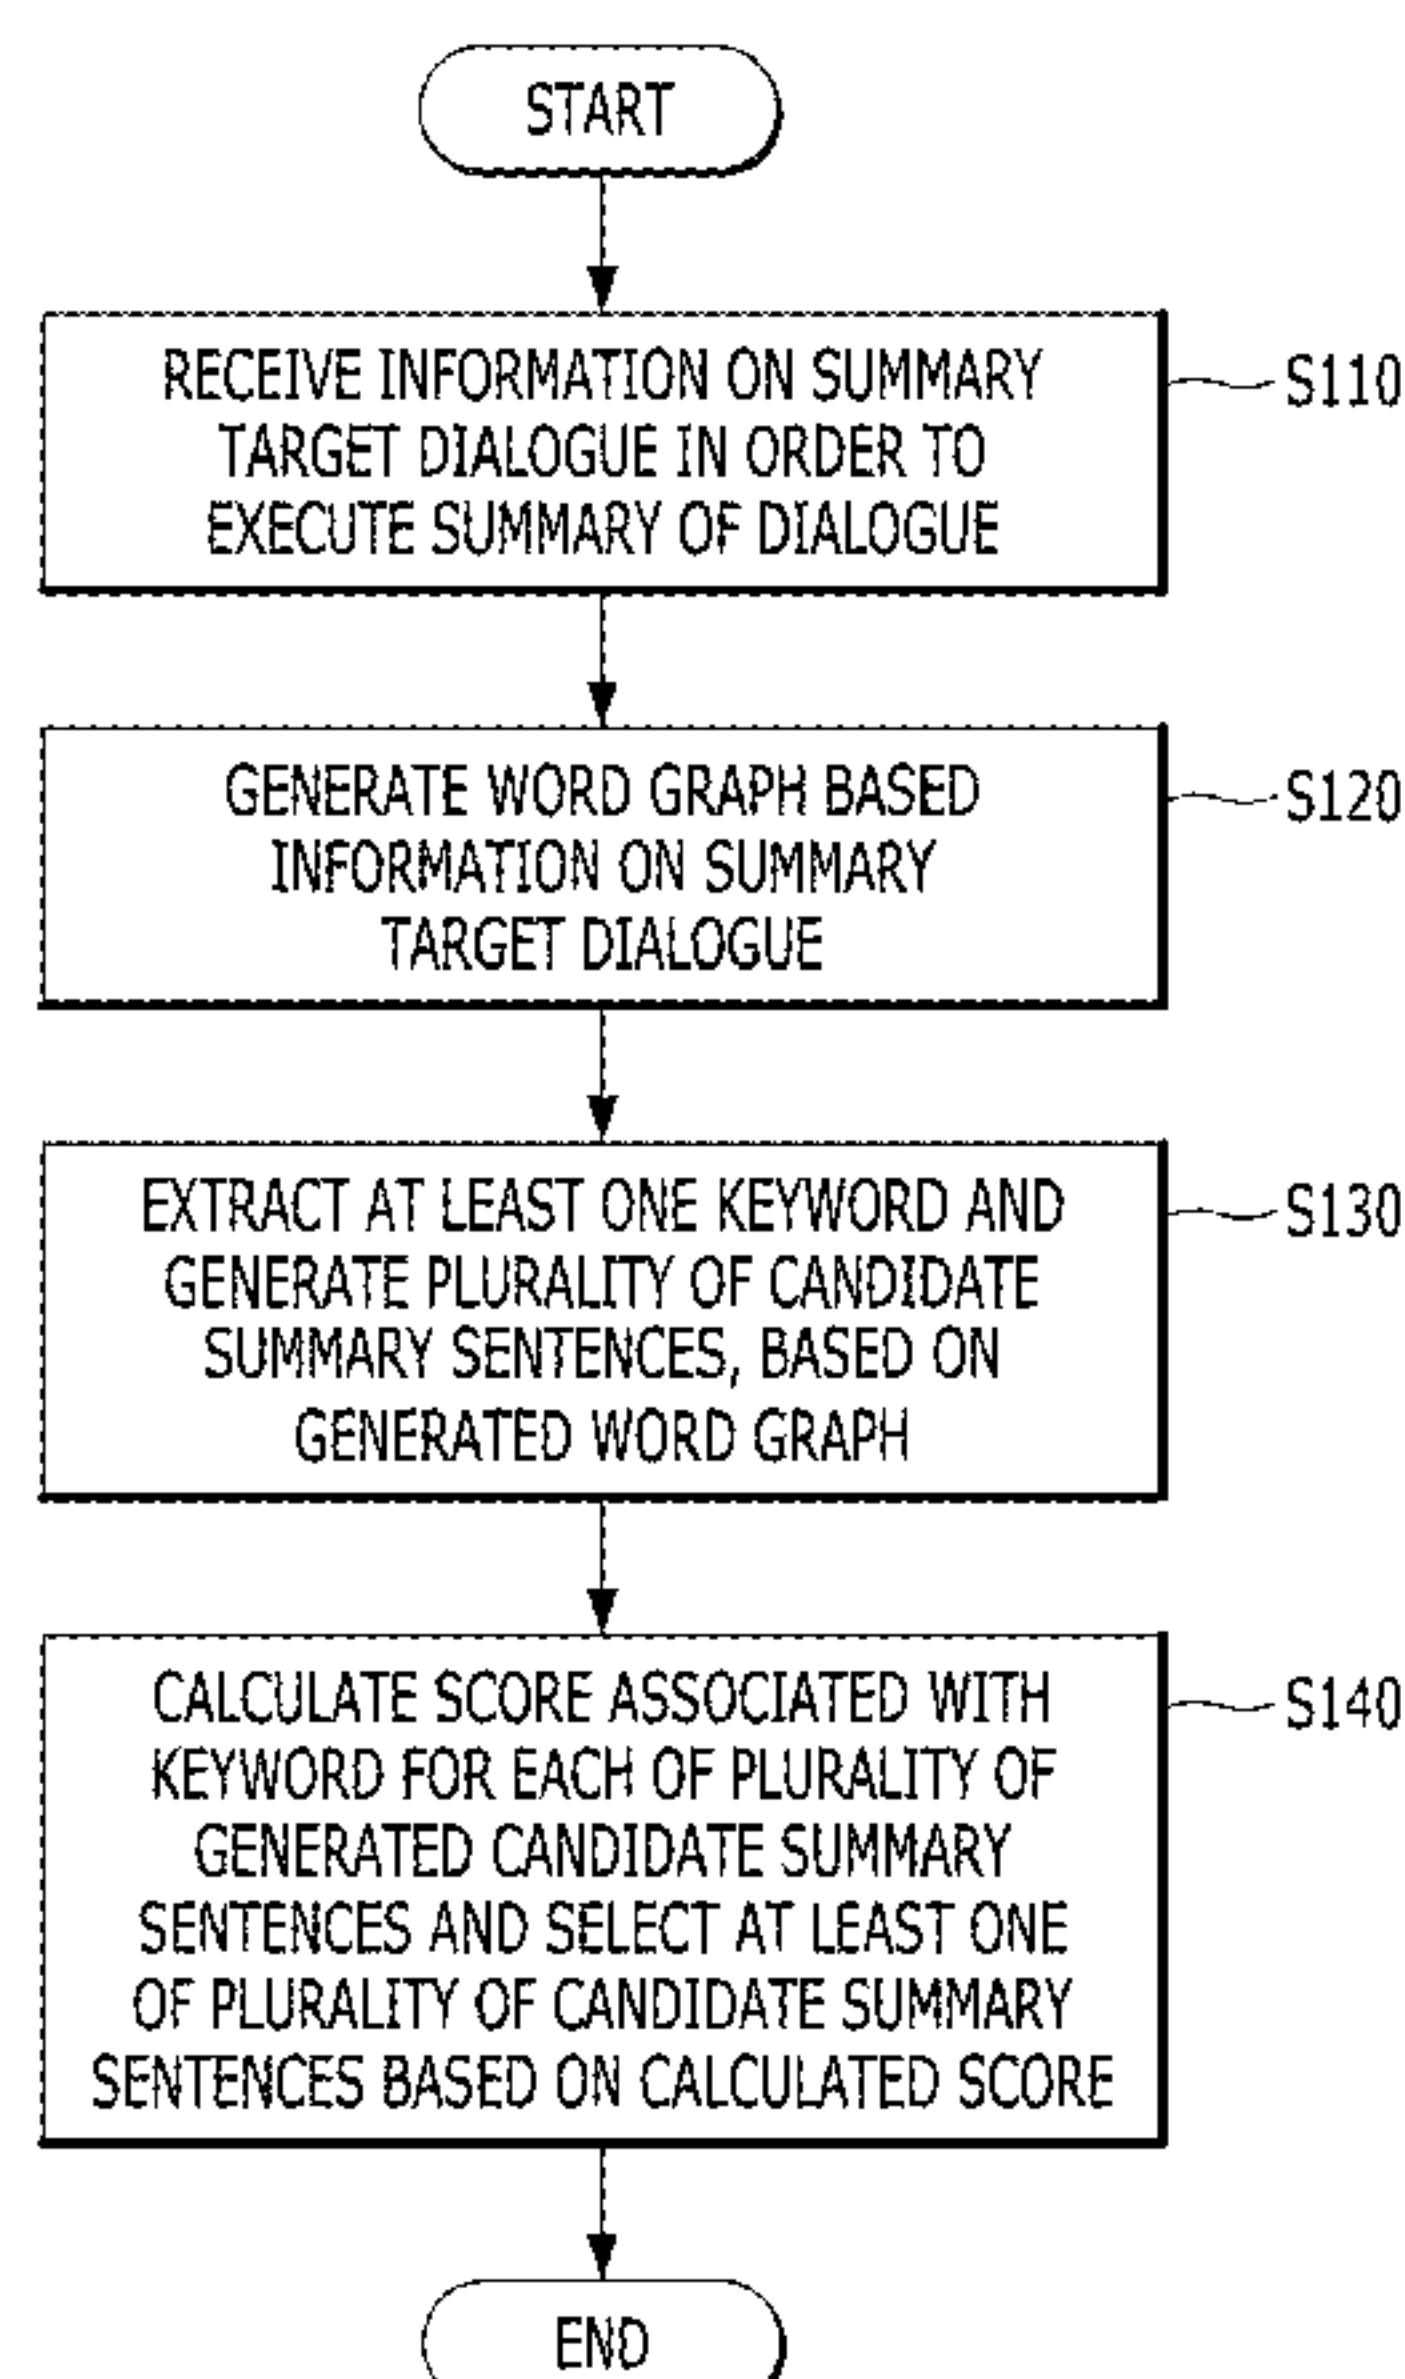 START
RECEIVE INFORMATION ON SUMMARY
TARGET DIALOGUE IN ORDER TO
EXECUTE SUMMARY OF DIALOGUE
S110
GENERATE WORD GRAPH BASED
INFORMATION ON SUMMARY
TARGET DIALOGUE
S120
EXTRACT AT LEAST ONE KEYWORD AND
GENERATE PLURALITY OF CANDIDATE
SUMMARY SENTENCES, BASED ON
GENERATED WORD GRAPH
S130
CALCULATE SCORE ASSOCIATED WITH
KEYWORD FOR EACH OF PLURALITY OF
GENERATED CANDIDATE SUMMARY
SENTENCES AND SELECT AT LEAST ONE
OF PLURALITY OF CANDIDATE SUMMARY
SENTENCES BASED ON CALCULATED SCORE
S140
END